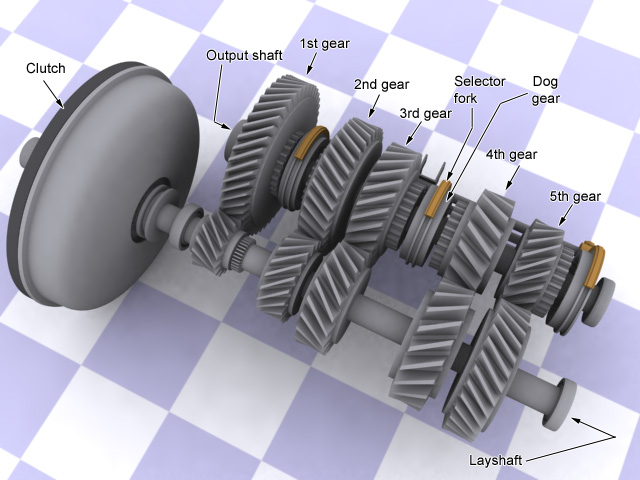 1st gear
Output shaft
Clutch
2nd gear
Selector
fork
Dog
gear
3rd gear
4th gear
5th gear
Layshaft